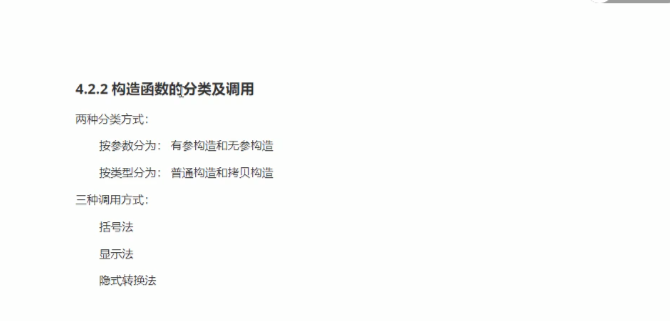 4.2.2 构造函数的分类及调用
两种分类方式：
按参数分为： 有参构造和无参构造
按类型分为： 普通构造和拷贝构造
三种调用方式：
括号法
显示法
隐式转换法